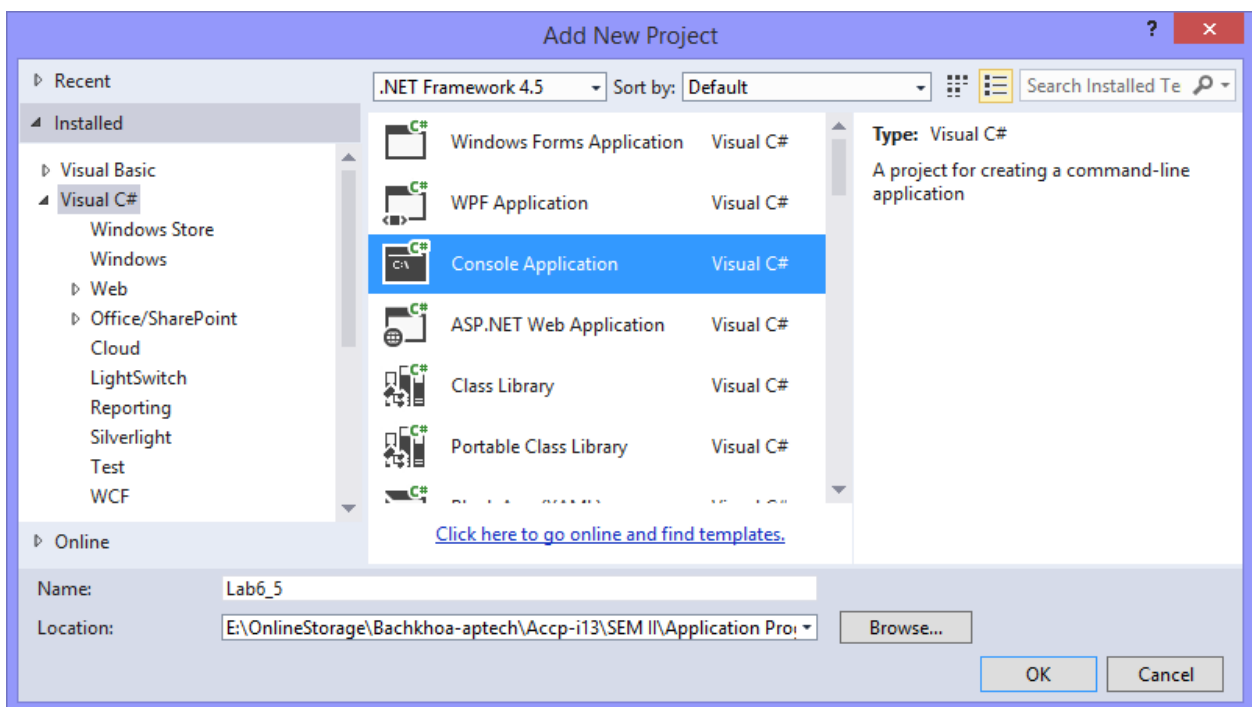 Add New Project
?
Recent
Installed
Visual Basic
Visual C#
Windows Store
Windows
Web
Office/SharePoint
Cloud
LightSwitch
Reporting
Silverlight
Test
WCF
Online
.NET Framework 4.5
Sort by: Default
Search Installed Te
C# Windows Forms Application Visual C#
C# WPF Application Visual C#
C# C:\ Console Application Visual C#
C# ASP.NET Web Application Visual C#
C# Class Library Visual C#
C# Portable Class Library Visual C#
C#
Click here to go online and find templates.
Type: Visual C#
A project for creating a command-line
application
Name: Lab6_5
Location: E:\OnlineStorage\Bachkhoa-aptech\Accp-i13\SEM II\Application Pro
Browse...
OK Cancel